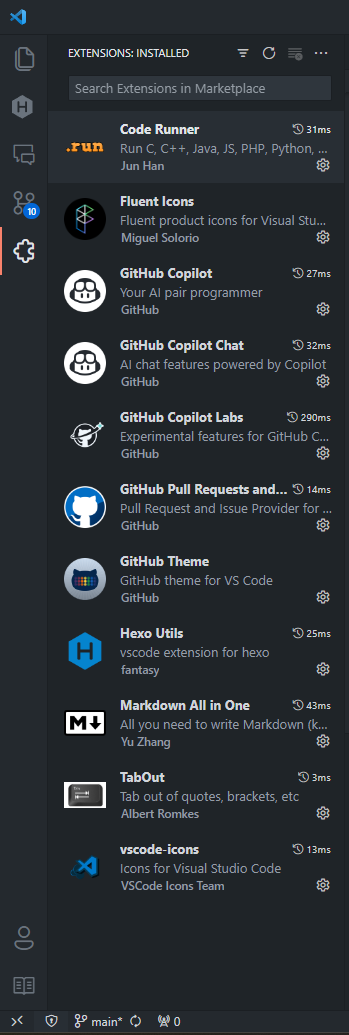 EXTENSIONS: INSTALLED
Search Extensions in Marketplace
.run
Code Runner 31ms
Run C, C++, Java, JS, PHP, Python, ...
Jun Han
Fluent Icons
Fluent product icons for Visual Stu...
Miguel Solorio
GitHub Copilot 27ms
Your AI pair programmer
GitHub
GitHub Copilot Chat 32ms
AI chat features powered by Copilot
GitHub
10
GitHub Copilot Labs 290ms
Experimental features for GitHub C...
GitHub
GitHub Pull Requests and... 14ms
Pull Request and Issue Provider for ...
GitHub
GitHub Theme
GitHub theme for VS Code
GitHub
H
Hexo Utils 25ms
vscode extension for hexo
fantasy
M
Markdown All in One 43ms
All you need to write Markdown (k...
Yu Zhang
TabOut 3ms
Tab out of quotes, brackets, etc
Albert Romkes
vscode-icons 13ms
Icons for Visual Studio Code
VSCode Icons Team
main* 0